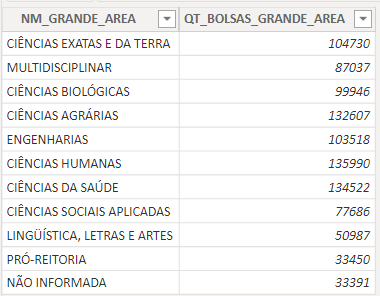 NM_GRANDE_AREA QT_BOLSAS_GRANDE_AREA
CIÊNCIAS EXATAS E DA TERRA 104730
MULTIDISCIPLINAR 87037
CIÊNCIAS BIOLÓGICAS 99946
CIÊNCIAS AGRÁRIAS 132607
ENGENHARIAS 103518
CIÊNCIAS HUMANAS 135990
CIÊNCIAS DA SAÚDE 134522
CIÊNCIAS SOCIAIS APLICADAS 77686
LINGÜÍSTICA, LETRAS E ARTES 50987
PRÓ-REITORIA 33450
NÃO INFORMADA 33391